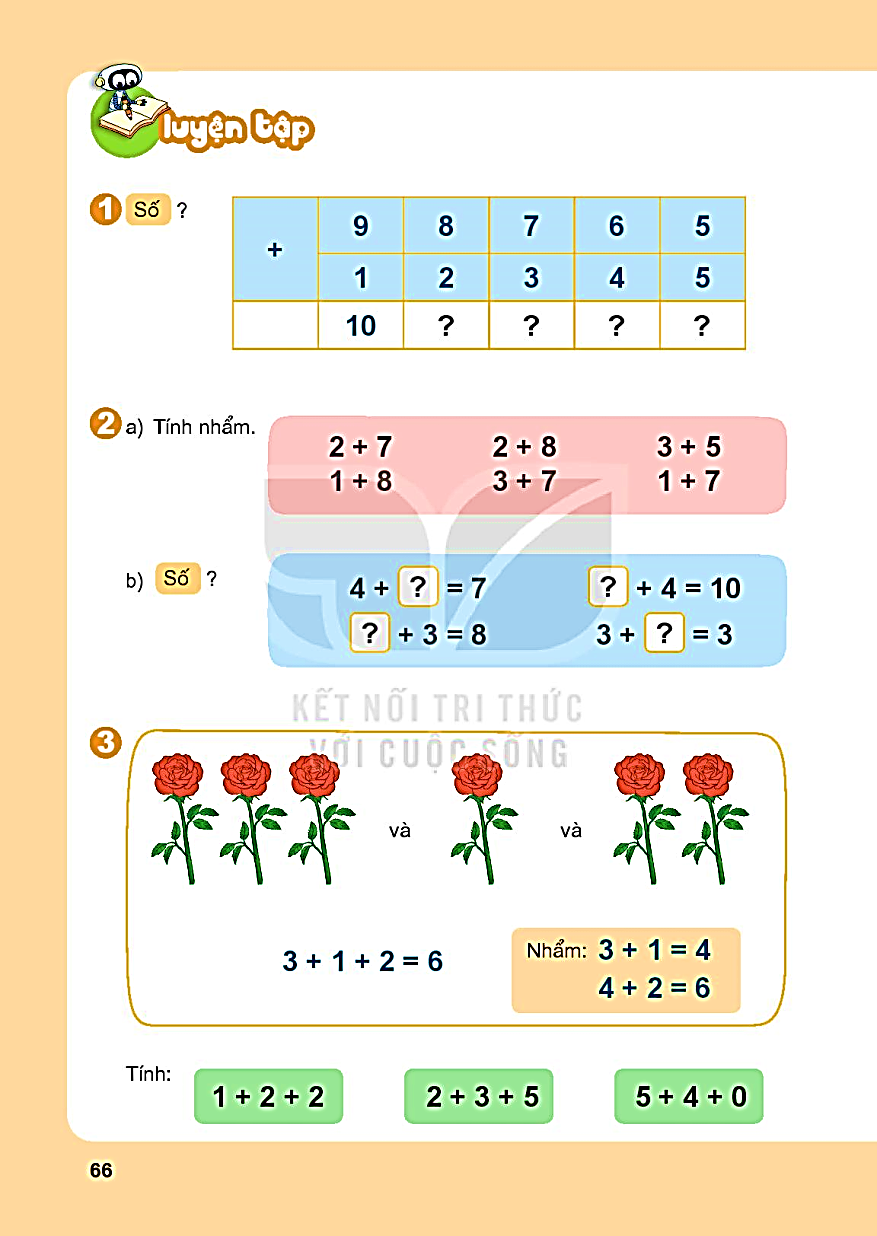 luyện tập
1 Số ?
+ 9 8 7 6 5
1 2 3 4 5
10 ? ? ? ?
2 a) Tính nhẩm.
2 + 7 2 + 8 3 + 5
1 + 8 3 + 7 1 + 7
b) Số ?
4 + ? = 7 ? + 4 = 10
? + 3 = 8 3 + ? = 3
KẾT NỐI TRI THỨC
VỚI CUỘC SỐNG
3
và và
3 + 1 + 2 = 6
Nhẩm: 3 + 1 = 4
4 + 2 = 6
Tính:
1 + 2 + 2 2 + 3 + 5 5 + 4 + 0
66